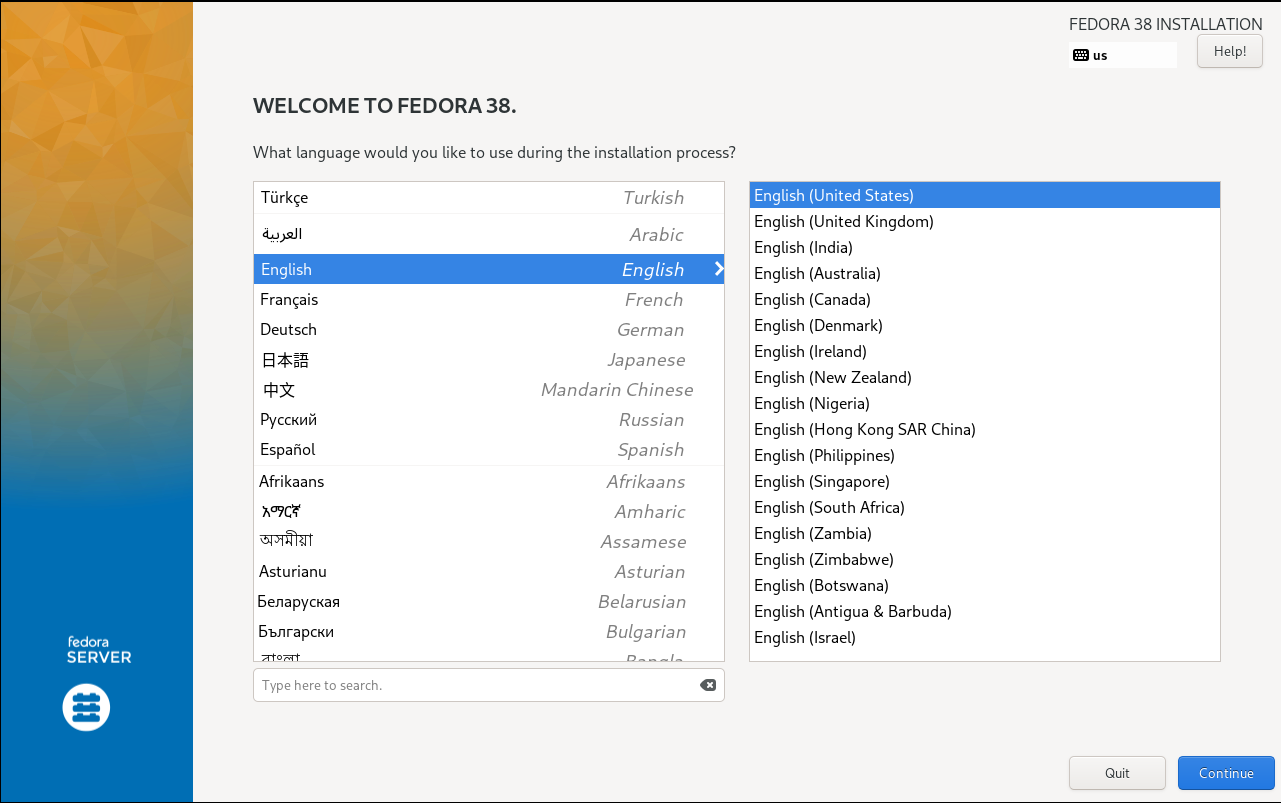 FEDORA 38 INSTALLATION
us
Help!
WELCOME TO FEDORA 38.
What language would you like to use during the installation process?
Türkçe Turkish
العربية Arabic
English English
Français French
Deutsch German
日本語 Japanese
中文 Mandarin Chinese
Русский Russian
Español Spanish
Afrikaans Afrikaans
አማርኛ Amharic
অসমীয়া Assamese
Asturianu Asturian
Беларуская Belarusian
Български Bulgarian
বাংলা Bangla
Type here to search.
English (United States)
English (United Kingdom)
English (India)
English (Australia)
English (Canada)
English (Denmark)
English (Ireland)
English (New Zealand)
English (Nigeria)
English (Hong Kong SAR China)
English (Philippines)
English (Singapore)
English (South Africa)
English (Zambia)
English (Zimbabwe)
English (Botswana)
English (Antigua & Barbuda)
English (Israel)
fedora
SERVER
Quit
Continue